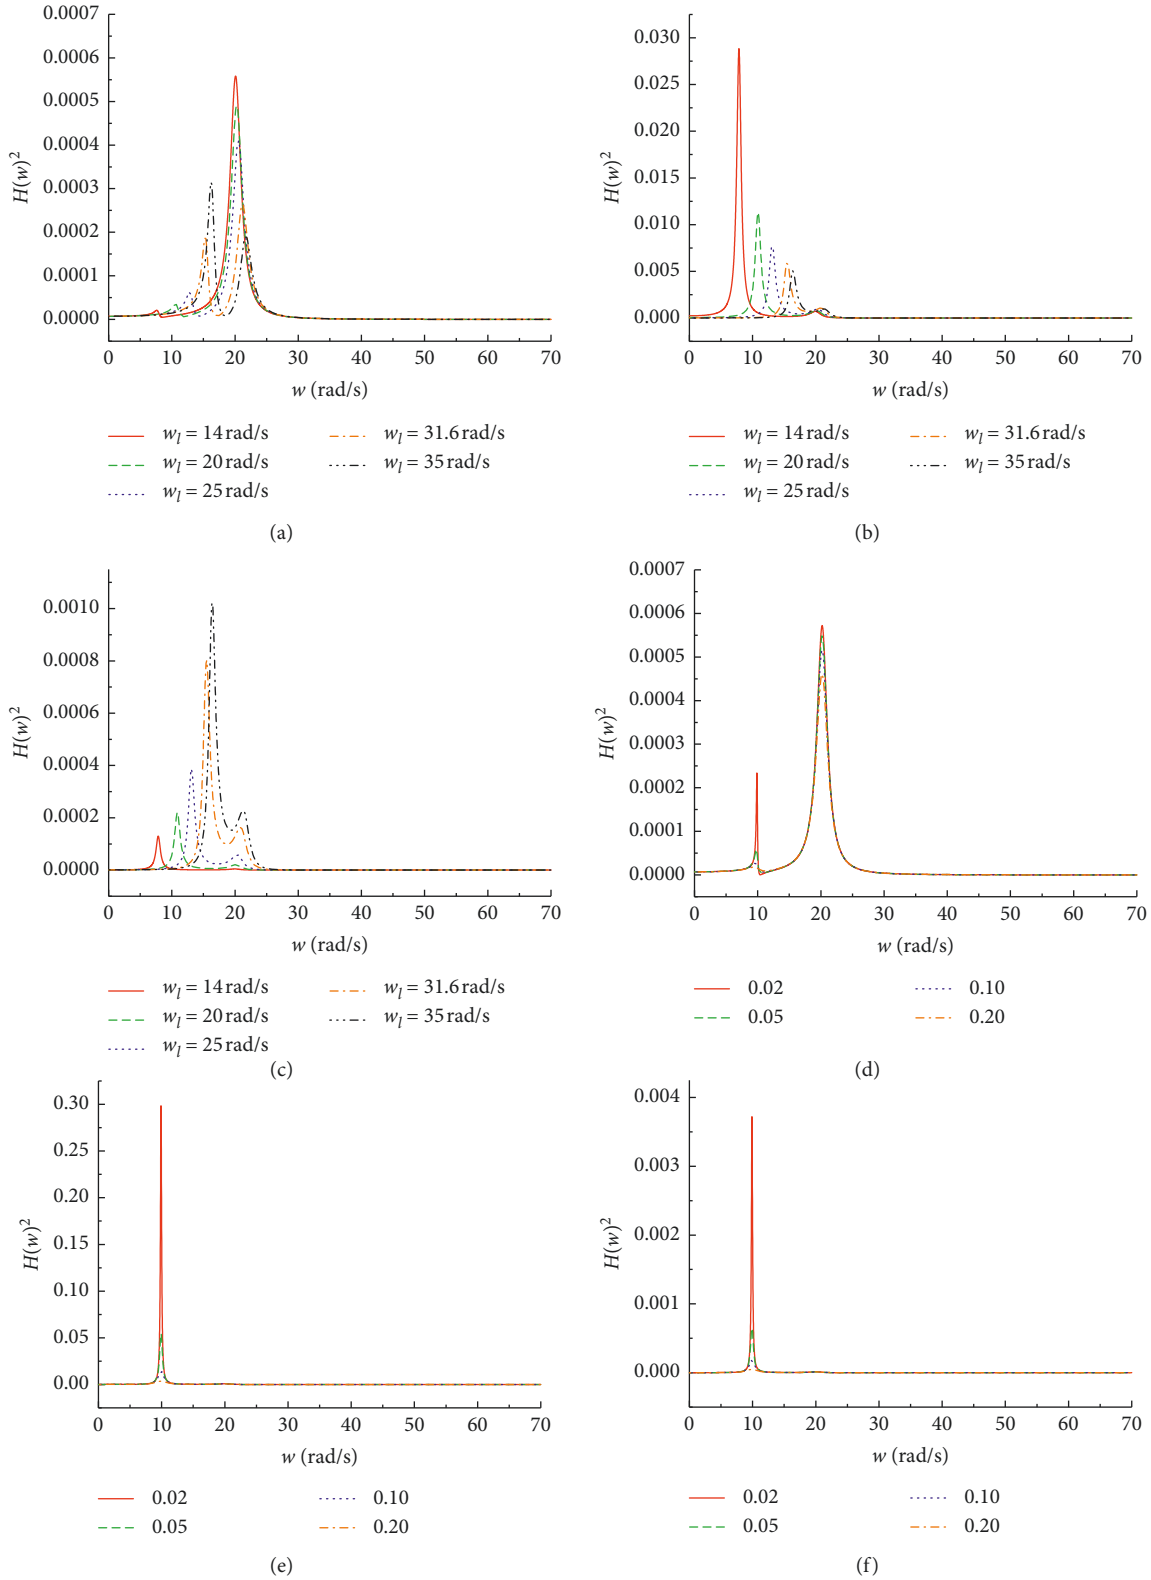 0.0007
0.0006
0.0005
0.0004
0.0003
0.0002
0.0001
0.0000
H(w)²
0 10 20 30 40 50 60 70
w (rad/s)
w_l = 14 rad/s w_l = 31.6 rad/s
w_l = 20 rad/s w_l = 35 rad/s
w_l = 25 rad/s
(a)
0.030
0.025
0.020
0.015
0.010
0.005
0.000
H(w)²
0 10 20 30 40 50 60 70
w (rad/s)
w_l = 14 rad/s w_l = 31.6 rad/s
w_l = 20 rad/s w_l = 35 rad/s
w_l = 25 rad/s
(b)
0.0010
0.0008
0.0006
0.0004
0.0002
0.0000
H(w)²
0 10 20 30 40 50 60 70
w (rad/s)
w_l = 14 rad/s w_l = 31.6 rad/s
w_l = 20 rad/s w_l = 35 rad/s
w_l = 25 rad/s
(c)
0.0007
0.0006
0.0005
0.0004
0.0003
0.0002
0.0001
0.0000
H(w)²
0 10 20 30 40 50 60 70
w (rad/s)
0.02 0.10
0.05 0.20
(d)
0.30
0.25
0.20
0.15
0.10
0.05
0.00
H(w)²
0 10 20 30 40 50 60 70
w (rad/s)
0.02 0.10
0.05 0.20
(e)
0.004
0.003
0.002
0.001
0.000
H(w)²
0 10 20 30 40 50 60 70
w (rad/s)
0.02 0.10
0.05 0.20
(f)